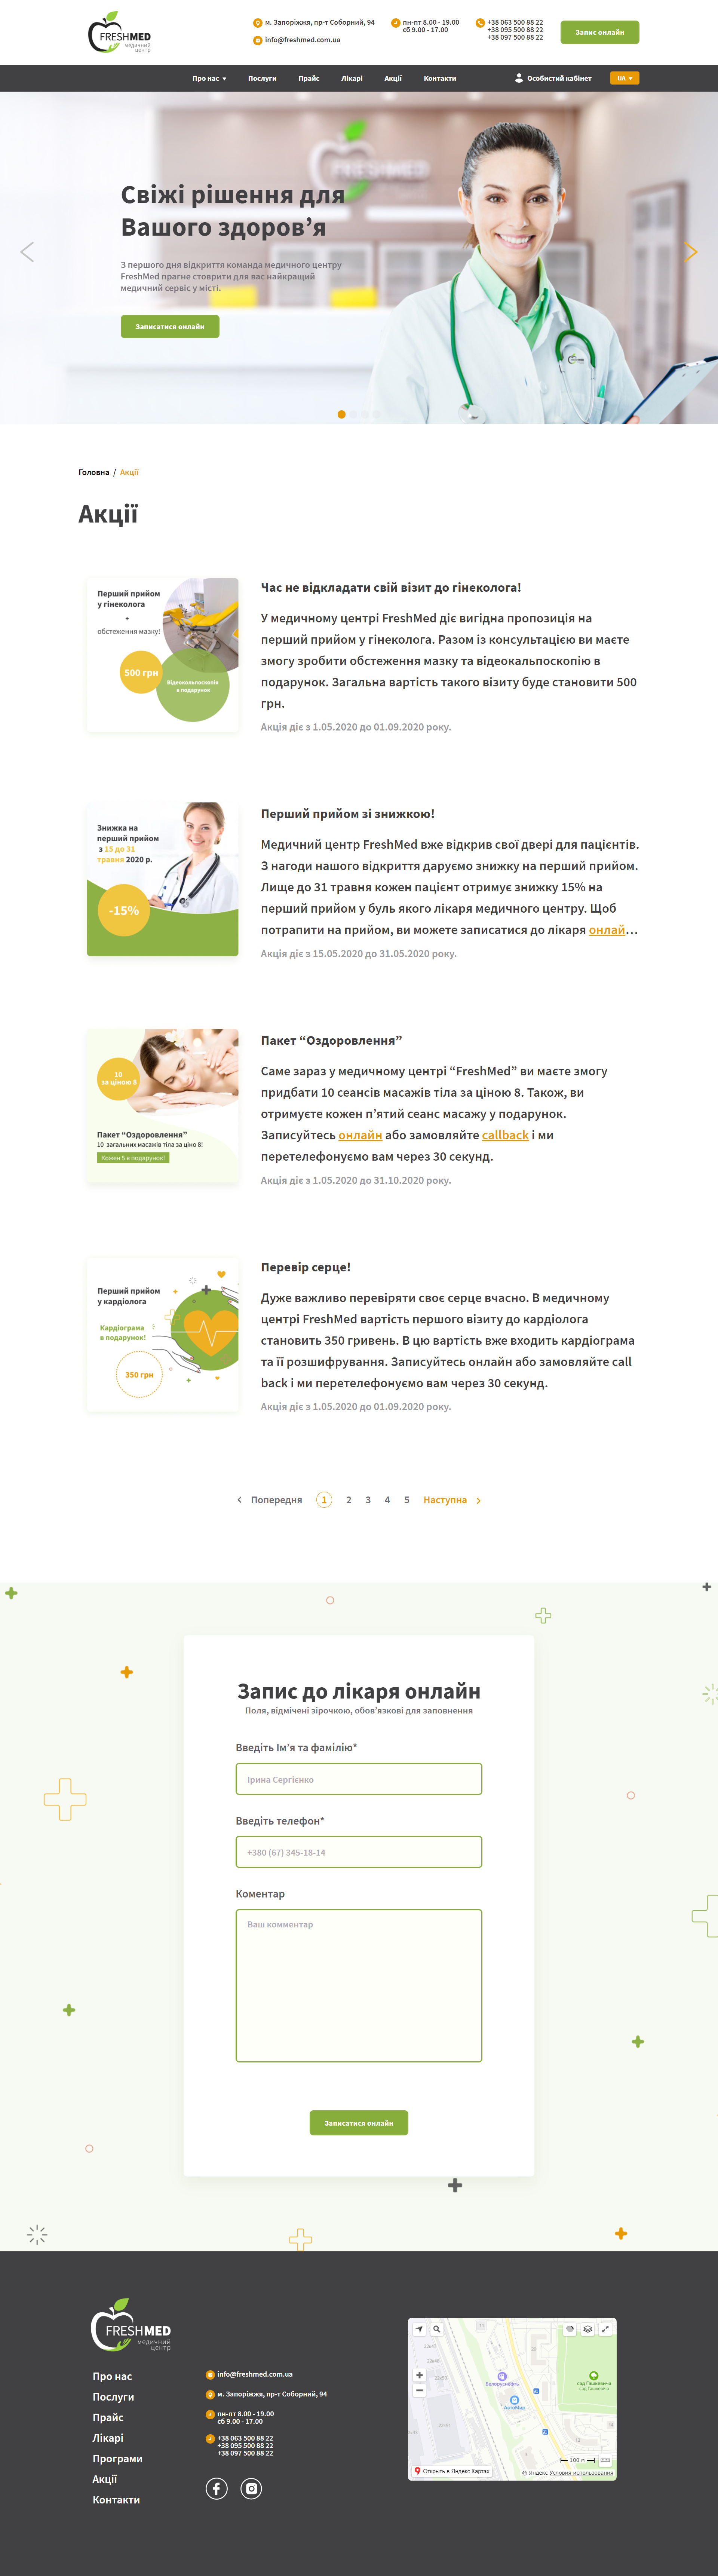 FRESHMED
медичний
центр
м. Запоріжжя, пр-т Соборний, 94
info@freshmed.com.ua
пн-пт 8.00 - 19.00
сб 9.00 - 17.00
+38 063 500 88 22
+38 095 500 88 22
+38 097 500 88 22
Запис онлайн
Про нас
Послуги
Прайс
Лікарі
Акції
Контакти
Особистий кабінет
UA
Свіжі рішення для
Вашого здоров’я
З першого дня відкриття команда медичного центру
FreshMed прагне стоврити для вас найкращий
медичний сервіс у місті.
Записатися онлайн
Головна / Акції
Акції
Перший прийом
у гінеколога
+
обстеження мазку!
500 грн
Відеокольпоскопія
в подарунок
Час не відкладати свій візит до гінеколога!
У медичному центрі FreshMed діє вигідна пропозиція на
перший прийом у гінеколога. Разом із консультацією ви маєте
змогу зробити обстеження мазку та відеокальпоскопію в
подарунок. Загальна вартість такого візиту буде становити 500
грн.
Акція діє з 1.05.2020 до 01.09.2020 року.
Знижка на
перший прийом
з 15 до 31
травня 2020 р.
-15%
Перший прийом зі знижкою!
Медичний центр FreshMed вже відкрив свої двері для пацієнтів.
З нагоди нашого відкриття даруємо знижку на перший прийом.
Лище до 31 травня кожен пацієнт отримує знижку 15% на
перший прийом у буль якого лікаря медичного центру. Щоб
потрапити на прийом, ви можете записатися до лікаря онлай...
Акція діє з 15.05.2020 до 31.05.2020 року.
10
за ціною 8
Пакет “Оздоровлення”
10 загальних масажів тіла за ціно 8!
Кожен 5 в подарунок!
Пакет “Оздоровлення”
Саме зараз у медичному центрі “FreshMed” ви маєте змогу
придбати 10 сеансів масажів тіла за ціною 8. Також, ви
отримуєте кожен п’ятий сеанс масажу у подарунок.
Записуйтесь онлайн або замовляйте callback і ми
перетелефонуємо вам через 30 секунд.
Акція діє з 1.05.2020 до 31.10.2020 року.
Перший прийом
у кардіолога
Кардіограма
в подарунок!
350 грн
Перевір серце!
Дуже важливо перевіряти своє серце вчасно. В медичному
центрі FreshMed вартість першого візиту до кардіолога
становить 350 гривень. В цю вартість вже входить кардіограма
та її розшифрування. Записуйтесь онлайн або замовляйте call
back і ми перетелефонуємо вам через 30 секунд.
Акція діє з 1.05.2020 до 01.09.2020 року.
Попередня 1 2 3 4 5 Наступна
Запис до лікаря онлайн
Поля, відмічені зірочкою, обов’язкові для заповнення
Введіть Ім’я та фамілію*
Ірина Сергієнко
Введіть телефон*
+380 (67) 345-18-14
Коментар
Ваш комментар
Записатися онлайн
FRESHMED
медичний
центр
Про нас
Послуги
Прайс
Лікарі
Програми
Акції
Контакти
info@freshmed.com.ua
м. Запоріжжя, пр-т Соборний, 94
пн-пт 8.00 - 19.00
сб 9.00 - 17.00
+38 063 500 88 22
+38 095 500 88 22
+38 097 500 88 22
Белоруснефть
АвтоМир
сад Гашкевича
100 м
Открыть в Яндекс Картах
© Яндекс Условия использования